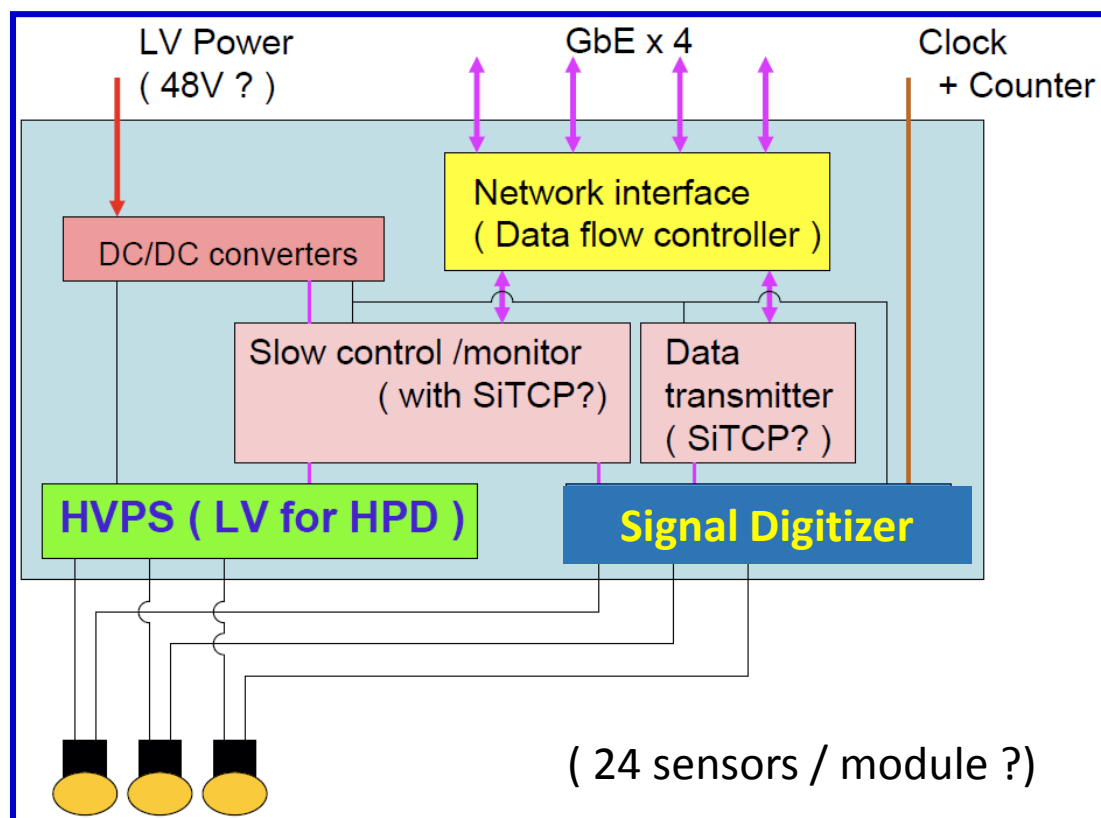 LV Power
( 48V ? )
GbE x 4
Clock
+ Counter
Network interface
( Data flow controller )
DC/DC converters
Slow control /monitor
( with SiTCP?)
Data
transmitter
( SiTCP? )
HVPS ( LV for HPD )
Signal Digitizer
( 24 sensors / module ?)